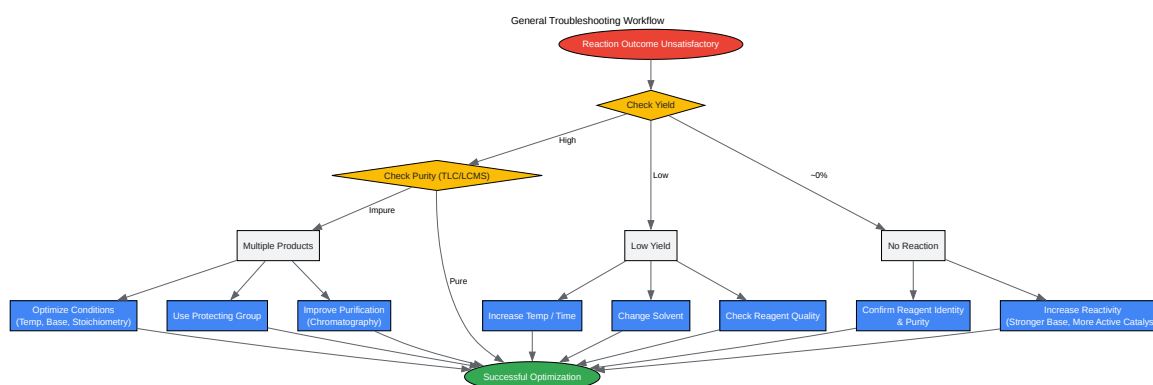 General Troubleshooting Workflow
Reaction Outcome Unsatisfactory
Check Yield
High
Low
~0%
Check Purity (TLC/LCMS)
Impure
Pure
Multiple Products
Low Yield
No Reaction
Optimize Conditions
(Temp, Base, Stoichiometry)
Use Protecting Group
Improve Purification
(Chromatography)
Increase Temp / Time
Change Solvent
Check Reagent Quality
Confirm Reagent Identity
& Purity
Increase Reactivity
(Stronger Base, More Active Catalys
Successful Optimization